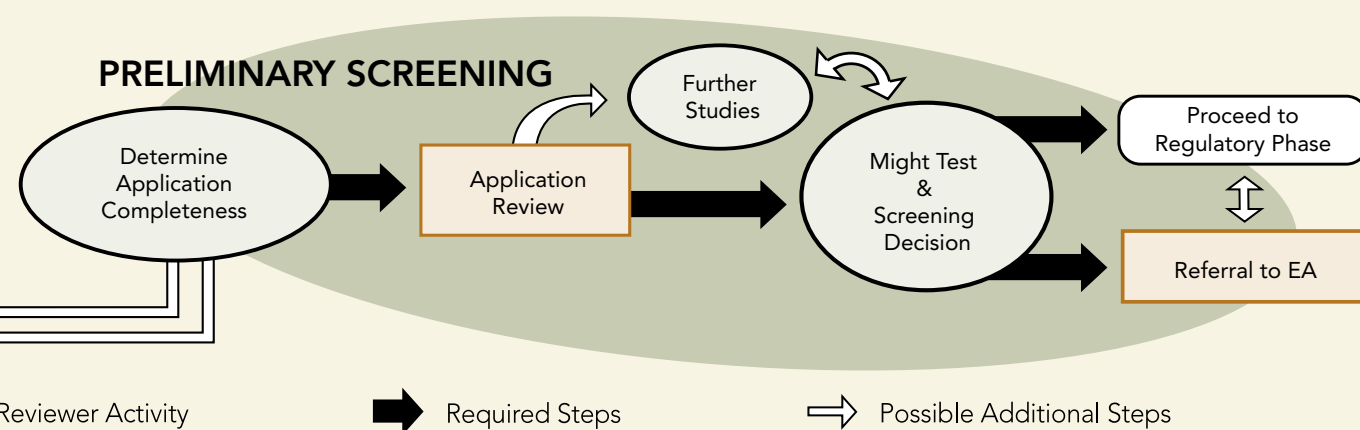 PRELIMINARY SCREENING
Further
Studies
Determine
Application
Completeness
Application
Review
Might Test
&
Screening
Decision
Proceed to
Regulatory Phase
Referral to EA
Reviewer Activity
Required Steps
Possible Additional Steps